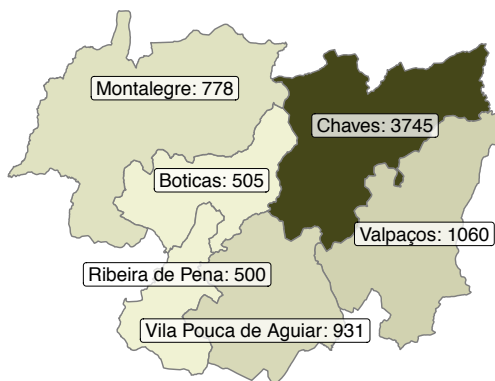 Montalegre: 778
Chaves: 3745
Boticas: 505
Valpaços: 1060
Ribeira de Pena: 500
Vila Pouca de Aguiar: 931